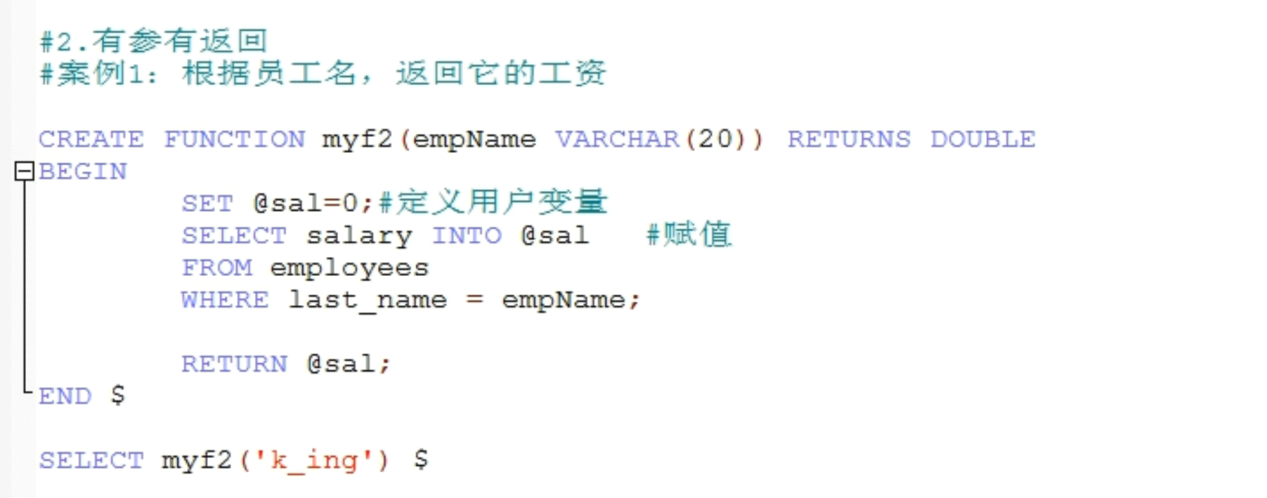 #2.有参有返回
#案例1：根据员工名，返回它的工资
CREATE FUNCTION myf2(empName VARCHAR(20)) RETURNS DOUBLE
BEGIN
SET @sal=0;#定义用户变量
SELECT salary INTO @sal #赋值
FROM employees
WHERE last_name = empName;
RETURN @sal;
END $
SELECT myf2('k_ing') $